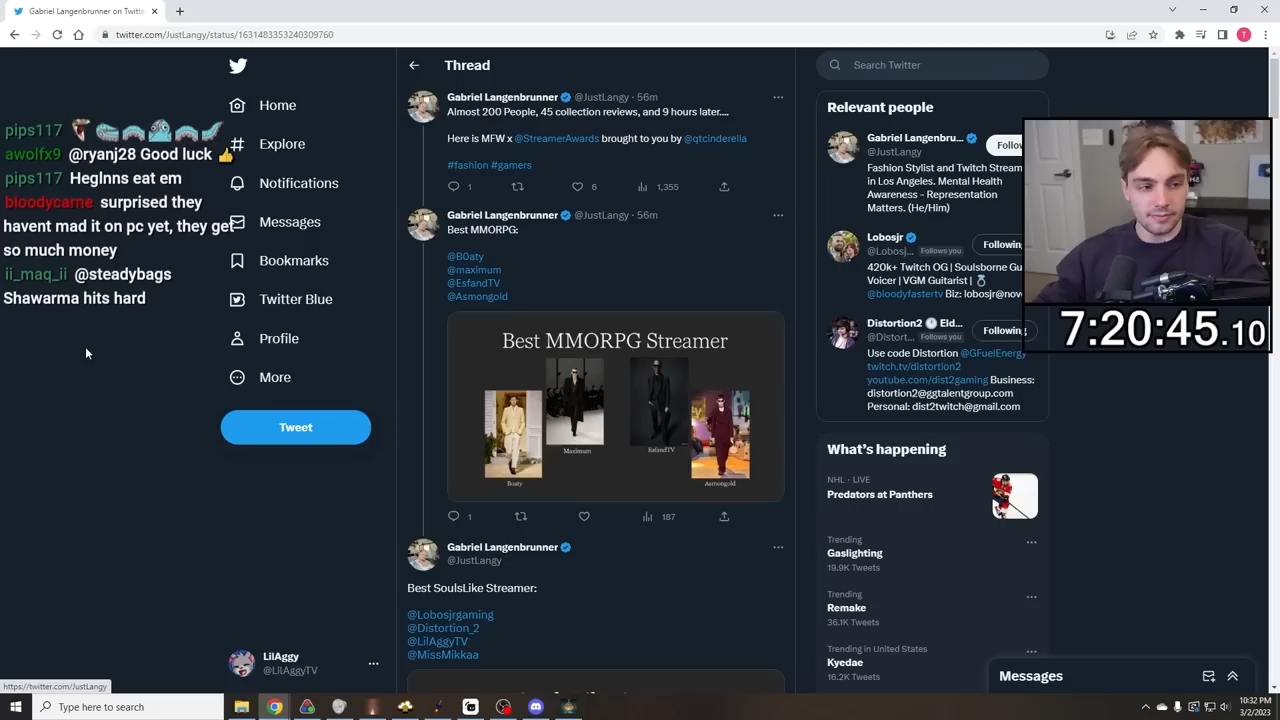 Gabriel Langenbrunner on Twitte
twitter.com/JustLangy/status/1631483353240309760
T
pips117
awolfx9 @ryanj28 Good luck 👍
pips117 HegInns eat em
bloodycarne surprised they
havent mad it on pc yet, they get
so much money
ii_maq_ii @steadybags
Shawarma hits hard
Home
Explore
Notifications
Messages
Bookmarks
Twitter Blue
Profile
More
Tweet
LilAggy
@LilAggyTV
https://twitter.com/JustLangy
Thread
Gabriel Langenbrunner @JustLangy · 56m
Almost 200 People, 45 collection reviews, and 9 hours later....
Here is MFW x @StreamerAwards brought to you by @qtcinderella
#fashion #gamers
1 6 1,355
Gabriel Langenbrunner @JustLangy · 56m
Best MMORPG:
@B0aty
@maximum
@EsfandTV
@Asmongold
Best MMORPG Streamer
Boaty
Maximum
EsfandTV
Asmongold
1 187
Gabriel Langenbrunner
@JustLangy
Best SoulsLike Streamer:
@Lobosjrgaming
@Distortion_2
@LilAggyTV
@MissMikkaa
Search Twitter
Relevant people
Gabriel Langenbru...
@JustLangy
Follow
Fashion Stylist and Twitch Stream
in Los Angeles. Mental Health
Awareness - Representation
Matters. (He/Him)
Lobosjr
@Lobosj... Follows you
Following
420k+ Twitch OG | Soulsborne Gu
Voicer | VGM Guitarist |
@bloodyfastertv Biz: lobosjr@now
Distortion2 Eld...
@Distort... Follows you
Following
Use code Distortion @GFuelEnergy
twitch.tv/distortion2
youtube.com/dist2gaming Business:
distortion2@ggtalentgroup.com
Personal: dist2twitch@gmail.com
7:20:45.10
What's happening
NHL · LIVE
Predators at Panthers
Trending
Gaslighting
19.9K Tweets
Trending
Remake
36.1K Tweets
Trending in United States
Kyedae
16.2K Tweets
Messages
Type here to search
10:32 PM
3/2/2023